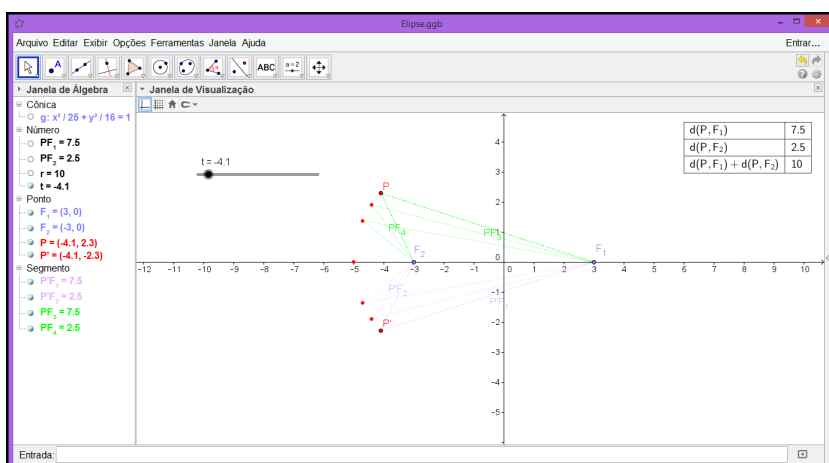 Elipse.ggb
Arquivo Editar Exibir Opções Ferramentas Janela Ajuda
Entrar...
A
α
ABC
a=2
Janela de Álgebra
Janela de Visualização
Cônica
g: x² / 25 + y² / 16 = 1
Número
PF₁ = 7.5
PF₂ = 2.5
r = 10
t = -4.1
Ponto
F₁ = (3, 0)
F₂ = (-3, 0)
P = (-4.1, 2.3)
P' = (-4.1, -2.3)
Segmento
P'F₁ = 7.5
P'F₂ = 2.5
PF₃ = 7.5
PF₄ = 2.5
t = -4.1
d(P, F₁) 7.5
d(P, F₂) 2.5
d(P, F₁) + d(P, F₂) 10
4
3
2
1
0
-1
-2
-3
-4
-5
P
PF₄
PF₃
F₂
F₁
-12 -11 -10 -9 -8 -7 -6 -5 -4 -3 -2 -1 0 1 2 3 4 5 6 7 8 9 10
P'F₂
P'F₁
P'
Entrada: